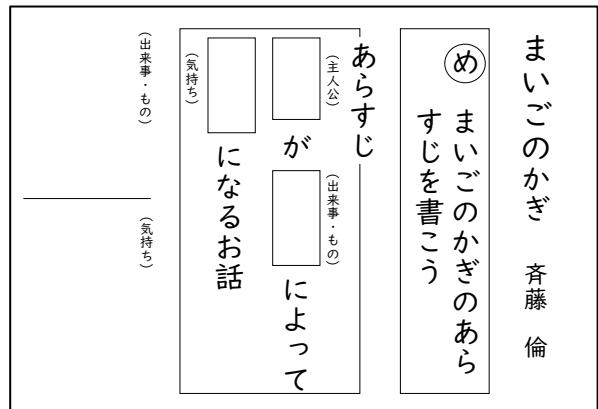 まいごのかぎ　斉藤　倫
め
まいごのかぎのあら
すじを書こう
あらすじ
（主人公）
が
（出来事・もの）
によって
（気持ち）
になるお話
（出来事・もの）
（気持ち）